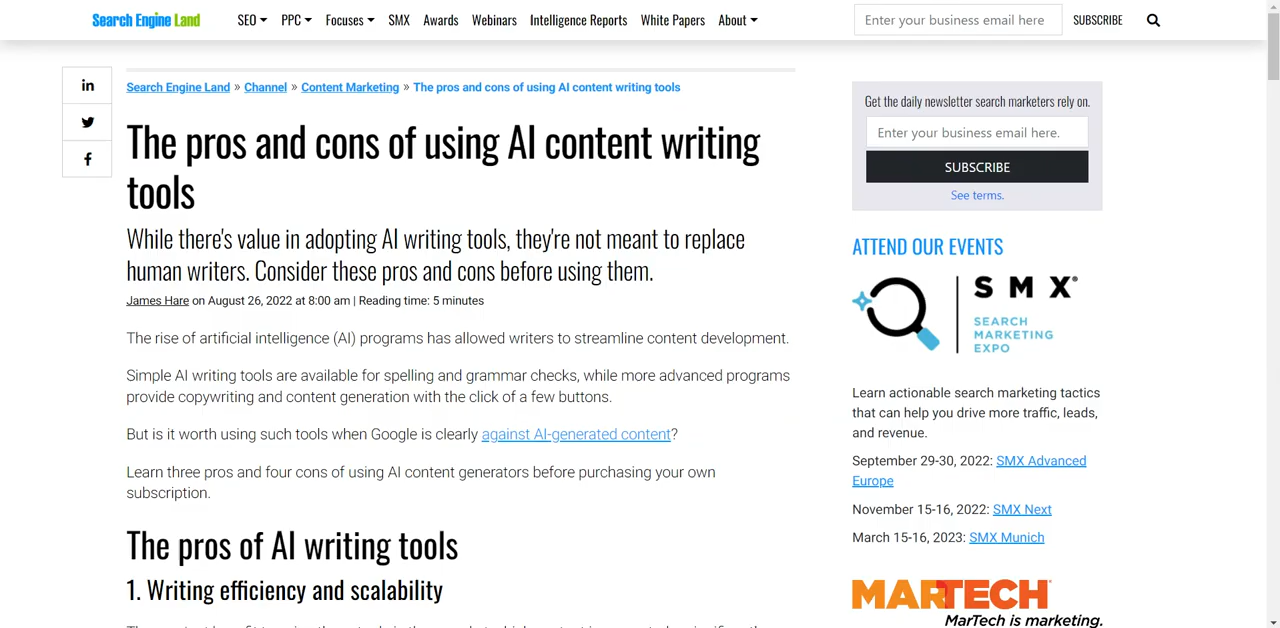 Search Engine Land
SEO PPC Focuses SMX Awards Webinars Intelligence Reports White Papers About
Enter your business email here SUBSCRIBE
Search Engine Land » Channel » Content Marketing » The pros and cons of using AI content writing tools
The pros and cons of using AI content writing
tools
While there's value in adopting AI writing tools, they're not meant to replace
human writers. Consider these pros and cons before using them.
James Hare on August 26, 2022 at 8:00 am | Reading time: 5 minutes
The rise of artificial intelligence (AI) programs has allowed writers to streamline content development.
Simple AI writing tools are available for spelling and grammar checks, while more advanced programs
provide copywriting and content generation with the click of a few buttons.
But is it worth using such tools when Google is clearly against AI-generated content?
Learn three pros and four cons of using AI content generators before purchasing your own
subscription.
The pros of AI writing tools
1. Writing efficiency and scalability
Get the daily newsletter search marketers rely on.
Enter your business email here.
SUBSCRIBE
See terms.
ATTEND OUR EVENTS
SMX®
SEARCH
MARKETING
EXPO
Learn actionable search marketing tactics
that can help you drive more traffic, leads,
and revenue.
September 29-30, 2022: SMX Advanced
Europe
November 15-16, 2022: SMX Next
March 15-16, 2023: SMX Munich
MARTECH®
MarTech is marketing.